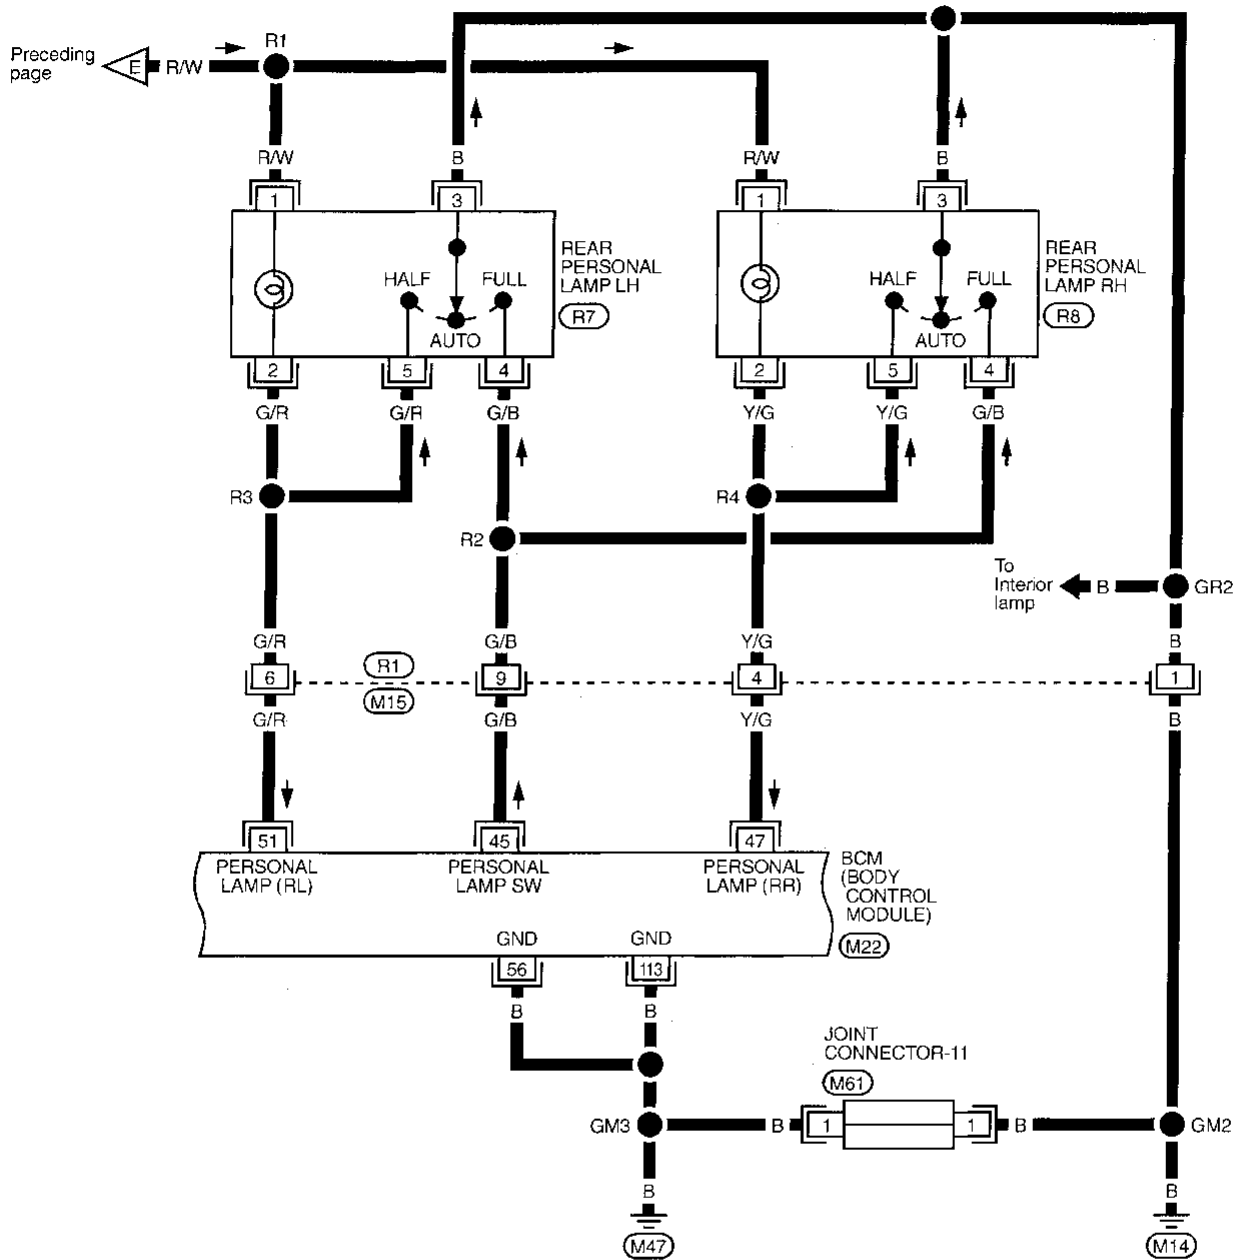 R1
Preceding
page
E
R/W
R/W
B
R/W
B
1
3
1
3
REAR
PERSONAL
LAMP LH
R7
REAR
PERSONAL
LAMP RH
R8
HALF
FULL
AUTO
HALF
FULL
AUTO
2
5
4
2
5
4
G/R
G/R
G/B
Y/G
Y/G
G/B
R3
R4
R2
To
Interior
lamp
B
GR2
G/R
G/B
Y/G
B
6
R1
M15
9
4
1
G/R
G/B
Y/G
B
51
45
47
PERSONAL
LAMP (RL)
PERSONAL
LAMP SW
PERSONAL
LAMP (RR)
BCM
(BODY
CONTROL
MODULE)
M22
GND
GND
56
113
B
B
JOINT
CONNECTOR-11
M61
GM3
B
1
1
B
GM2
B
B
M47
M14